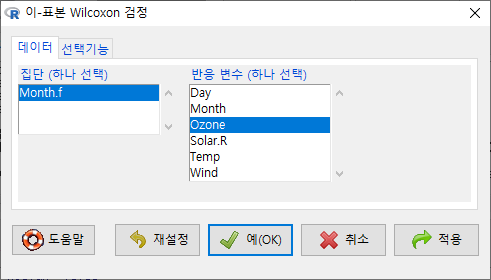 이-표본 Wilcoxon 검정
데이터 선택기능
집단 (하나 선택) 반응 변수 (하나 선택)
Month.f
Day
Month
Ozone
Solar.R
Temp
Wind
도움말 재설정 예(OK) 취소 적용